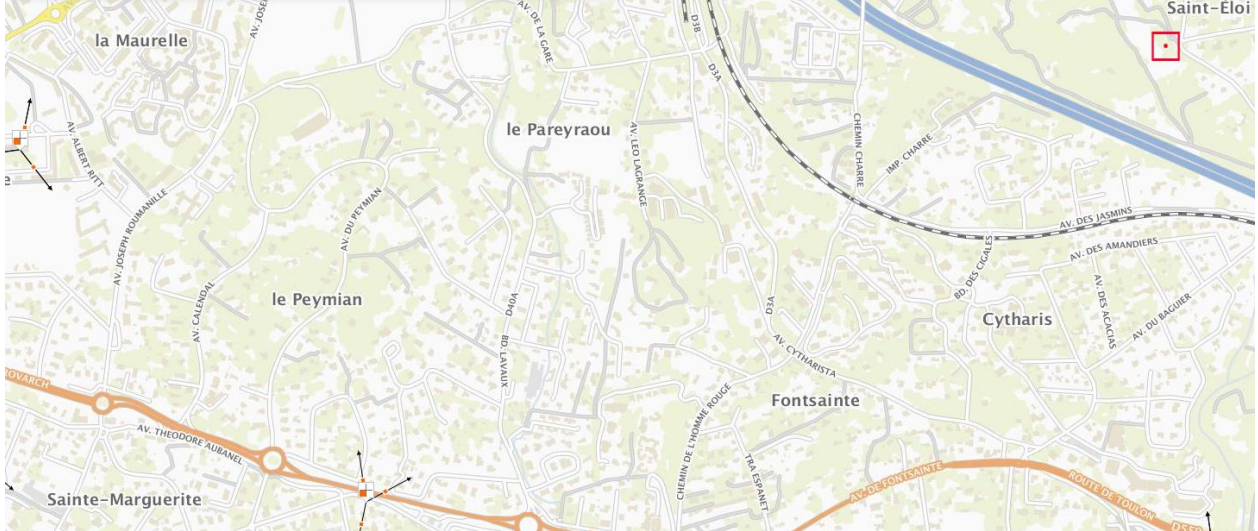 Saint-Éloi
la Maurelle
AV. DE LA GARE
D3B
D3A
AV. ALBERT RITT
le Pareyraou
AV. LEO LAGRANGE
CHEMIN CHARRE
IMP. CHARRE
AV. JOSEPH ROUMANILLE
AV. DU PEYMIAN
AV. DES JASMINS
AV. DES AMANDIERS
BD. DES CIGALES
le Peymian
AV. CALENDAL
D40A
D3A
Cytharis
AV. DES ACACIAS
AV. DU BAGUIER
BD. LAVAUX
AV. CYTHARISTA
Fontsainte
CHEMIN DE L'HOMME ROUGE
AV. THEODORE AUBANEL
TRA ESPANET
Sainte-Marguerite
AV. DE FONTSAINTE
ROUTE DE TOULON